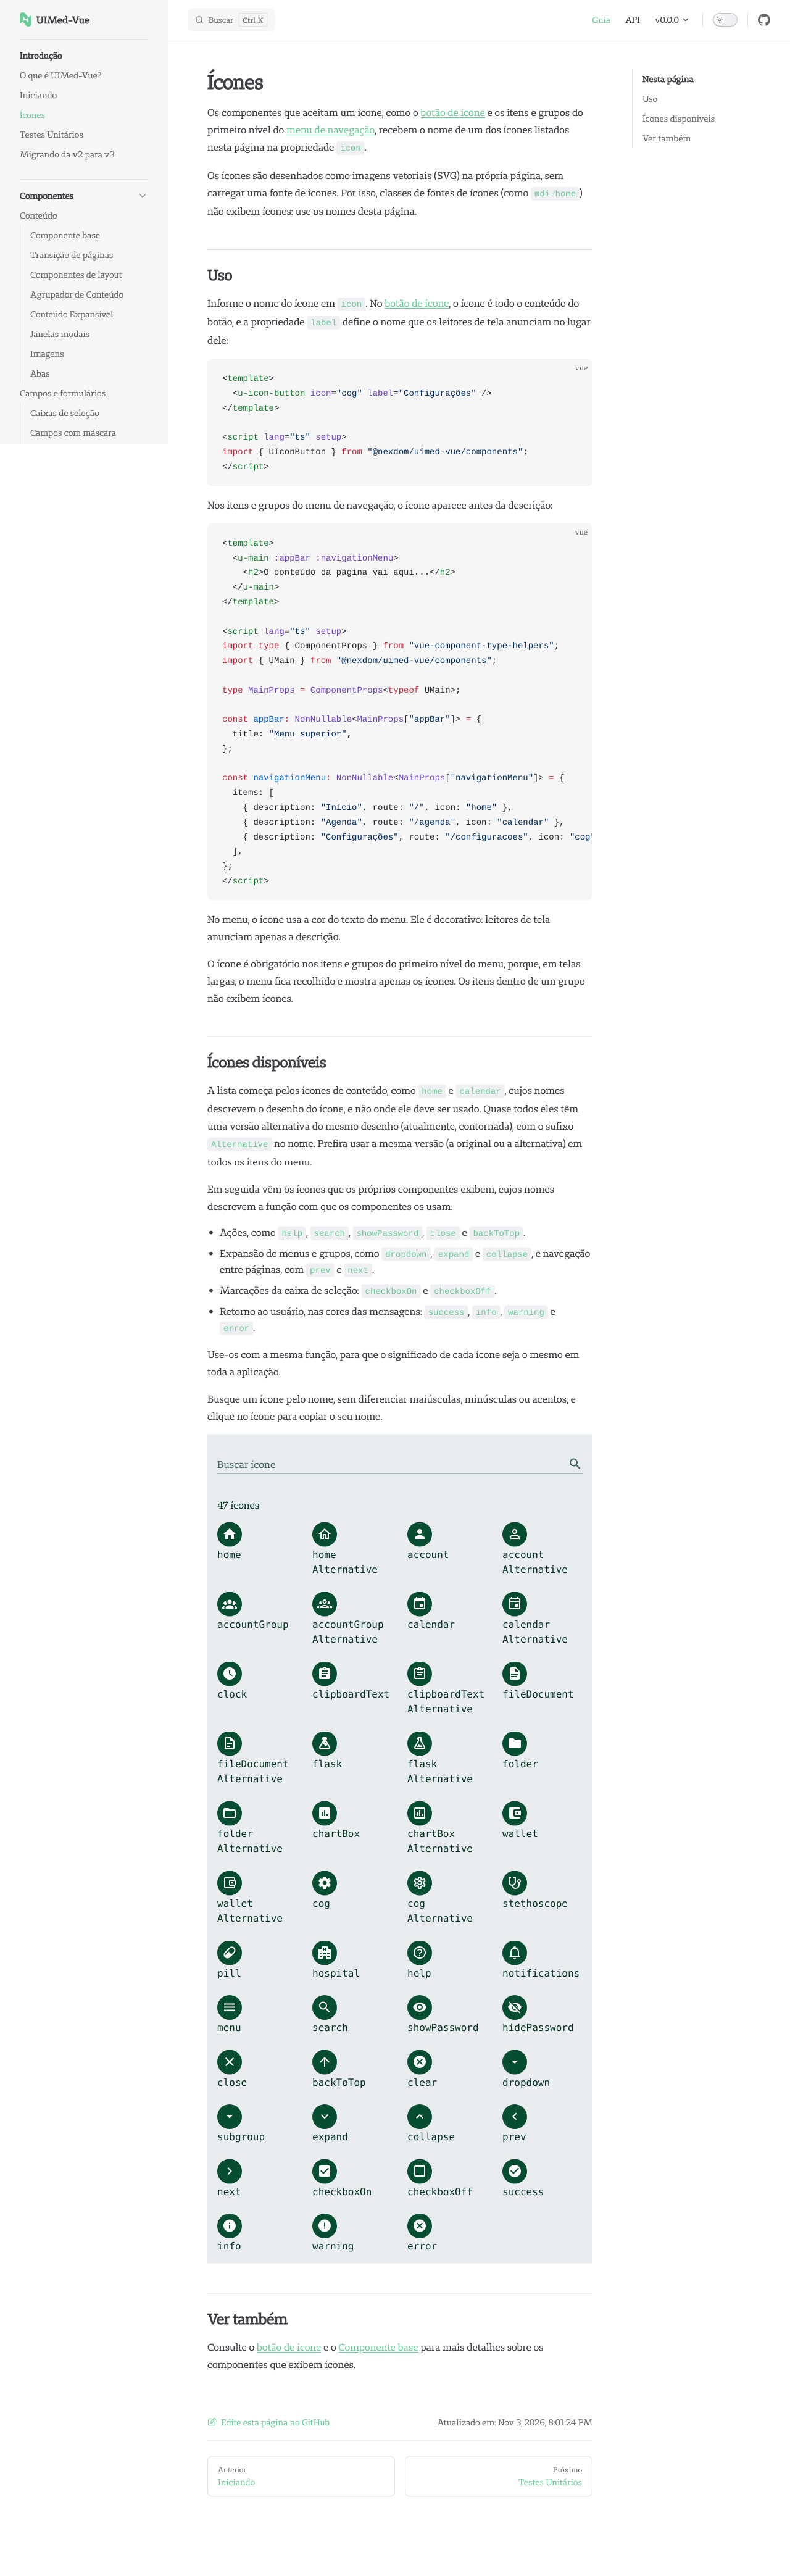 UIMed-Vue
Buscar Ctrl K
Guia API v0.0.0
Introdução
O que é UIMed-Vue?
Iniciando
Ícones
Testes Unitários
Migrando da v2 para v3
Componentes
Conteúdo
Componente base
Transição de páginas
Componentes de layout
Agrupador de Conteúdo
Conteúdo Expansível
Janelas modais
Imagens
Abas
Campos e formulários
Caixas de seleção
Campos com máscara
Nesta página
Uso
Ícones disponíveis
Ver também
Ícones
Os componentes que aceitam um ícone, como o botão de ícone e os itens e grupos do
primeiro nível do menu de navegação, recebem o nome de um dos ícones listados
nesta página na propriedade icon.
Os ícones são desenhados como imagens vetoriais (SVG) na própria página, sem
carregar uma fonte de ícones. Por isso, classes de fontes de ícones (como mdi-home)
não exibem ícones: use os nomes desta página.
Uso
Informe o nome do ícone em icon. No botão de ícone, o ícone é todo o conteúdo do
botão, e a propriedade label define o nome que os leitores de tela anunciam no lugar
dele:
vue
<template>
<u-icon-button icon="cog" label="Configurações" />
</template>
<script lang="ts" setup>
import { UIconButton } from "@nexdom/uimed-vue/components";
</script>
Nos itens e grupos do menu de navegação, o ícone aparece antes da descrição:
vue
<template>
<u-main :appBar :navigationMenu>
<h2>O conteúdo da página vai aqui...</h2>
</u-main>
</template>
<script lang="ts" setup>
import type { ComponentProps } from "vue-component-type-helpers";
import { UMain } from "@nexdom/uimed-vue/components";
type MainProps = ComponentProps<typeof UMain>;
const appBar: NonNullable<MainProps["appBar"]> = {
title: "Menu superior",
};
const navigationMenu: NonNullable<MainProps["navigationMenu"]> = {
items: [
{ description: "Início", route: "/", icon: "home" },
{ description: "Agenda", route: "/agenda", icon: "calendar" },
{ description: "Configurações", route: "/configuracoes", icon: "cog"
],
};
</script>
No menu, o ícone usa a cor do texto do menu. Ele é decorativo: leitores de tela
anunciam apenas a descrição.
O ícone é obrigatório nos itens e grupos do primeiro nível do menu, porque, em telas
largas, o menu fica recolhido e mostra apenas os ícones. Os itens dentro de um grupo
não exibem ícones.
Ícones disponíveis
A lista começa pelos ícones de conteúdo, como home e calendar, cujos nomes
descrevem o desenho do ícone, e não onde ele deve ser usado. Quase todos eles têm
uma versão alternativa do mesmo desenho (atualmente, contornada), com o sufixo
Alternative no nome. Prefira usar a mesma versão (a original ou a alternativa) em
todos os itens do menu.
Em seguida vêm os ícones que os próprios componentes exibem, cujos nomes
descrevem a função com que os componentes os usam:
• Ações, como help, search, showPassword, close e backToTop.
• Expansão de menus e grupos, como dropdown, expand e collapse, e navegação
entre páginas, com prev e next.
• Marcações da caixa de seleção: checkboxOn e checkboxOff.
• Retorno ao usuário, nas cores das mensagens: success, info, warning e
error.
Use-os com a mesma função, para que o significado de cada ícone seja o mesmo em
toda a aplicação.
Busque um ícone pelo nome, sem diferenciar maiúsculas, minúsculas ou acentos, e
clique no ícone para copiar o seu nome.
Buscar ícone
47 ícones
home
home Alternative
account
account Alternative
accountGroup
accountGroup Alternative
calendar
calendar Alternative
clock
clipboardText
clipboardText Alternative
fileDocument
fileDocument Alternative
flask
flask Alternative
folder
folder Alternative
chartBox
chartBox Alternative
wallet
wallet Alternative
cog
cog Alternative
stethoscope
pill
hospital
help
notifications
menu
search
showPassword
hidePassword
close
backToTop
clear
dropdown
subgroup
expand
collapse
prev
next
checkboxOn
checkboxOff
success
info
warning
error
Ver também
Consulte o botão de ícone e o Componente base para mais detalhes sobre os
componentes que exibem ícones.
Edite esta página no GitHub
Atualizado em: Nov 3, 2026, 8:01:24 PM
Anterior
Iniciando
Próximo
Testes Unitários